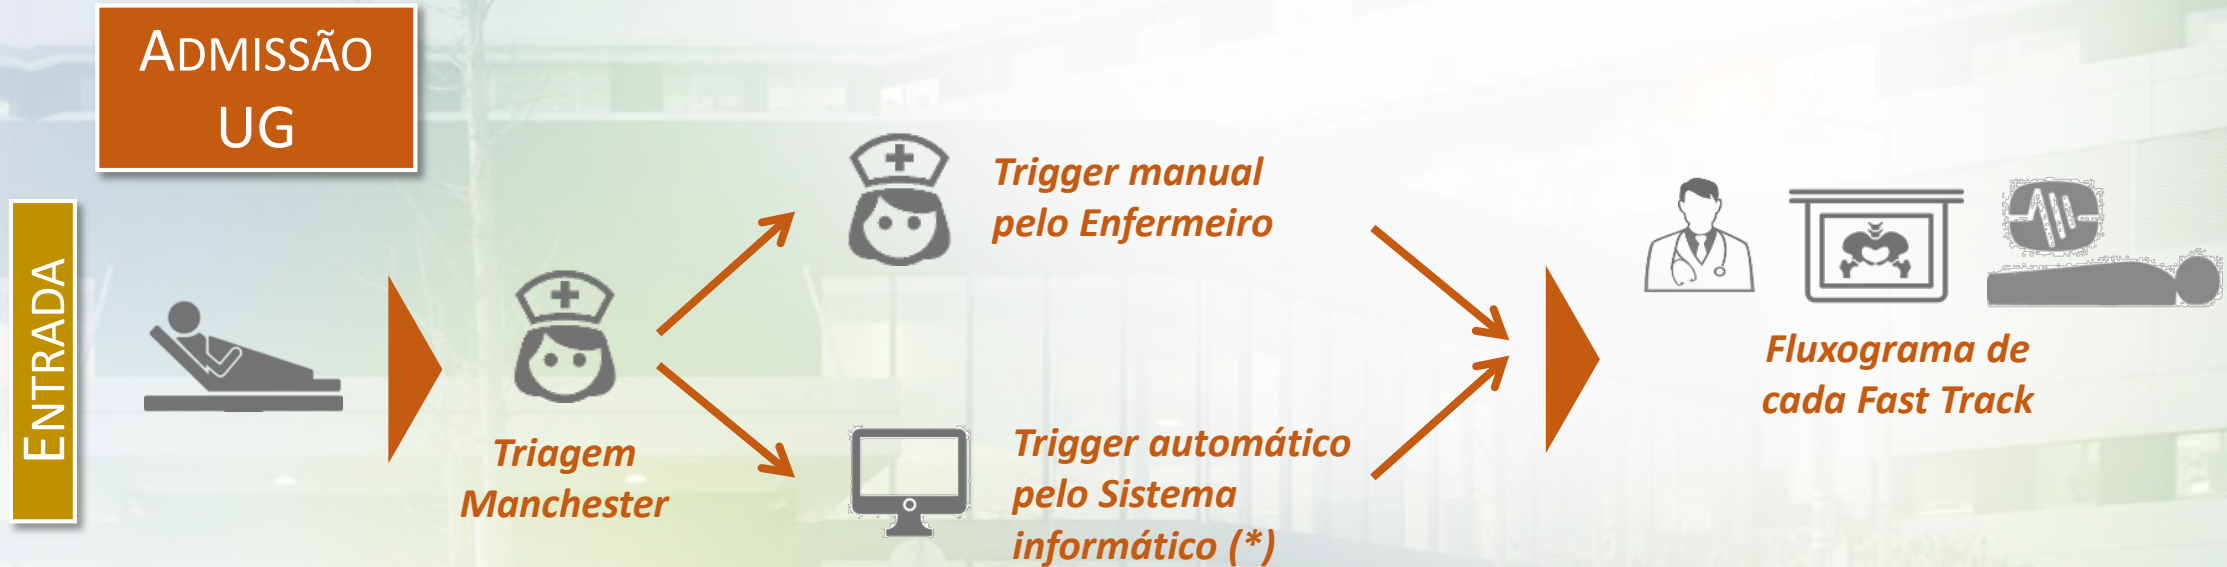 ADMISSÃO
UG
ENTRADA
Triagem
Manchester
Trigger manual
pelo Enfermeiro
Trigger automático
pelo Sistema
informático (*)
Fluxograma de
cada Fast Track